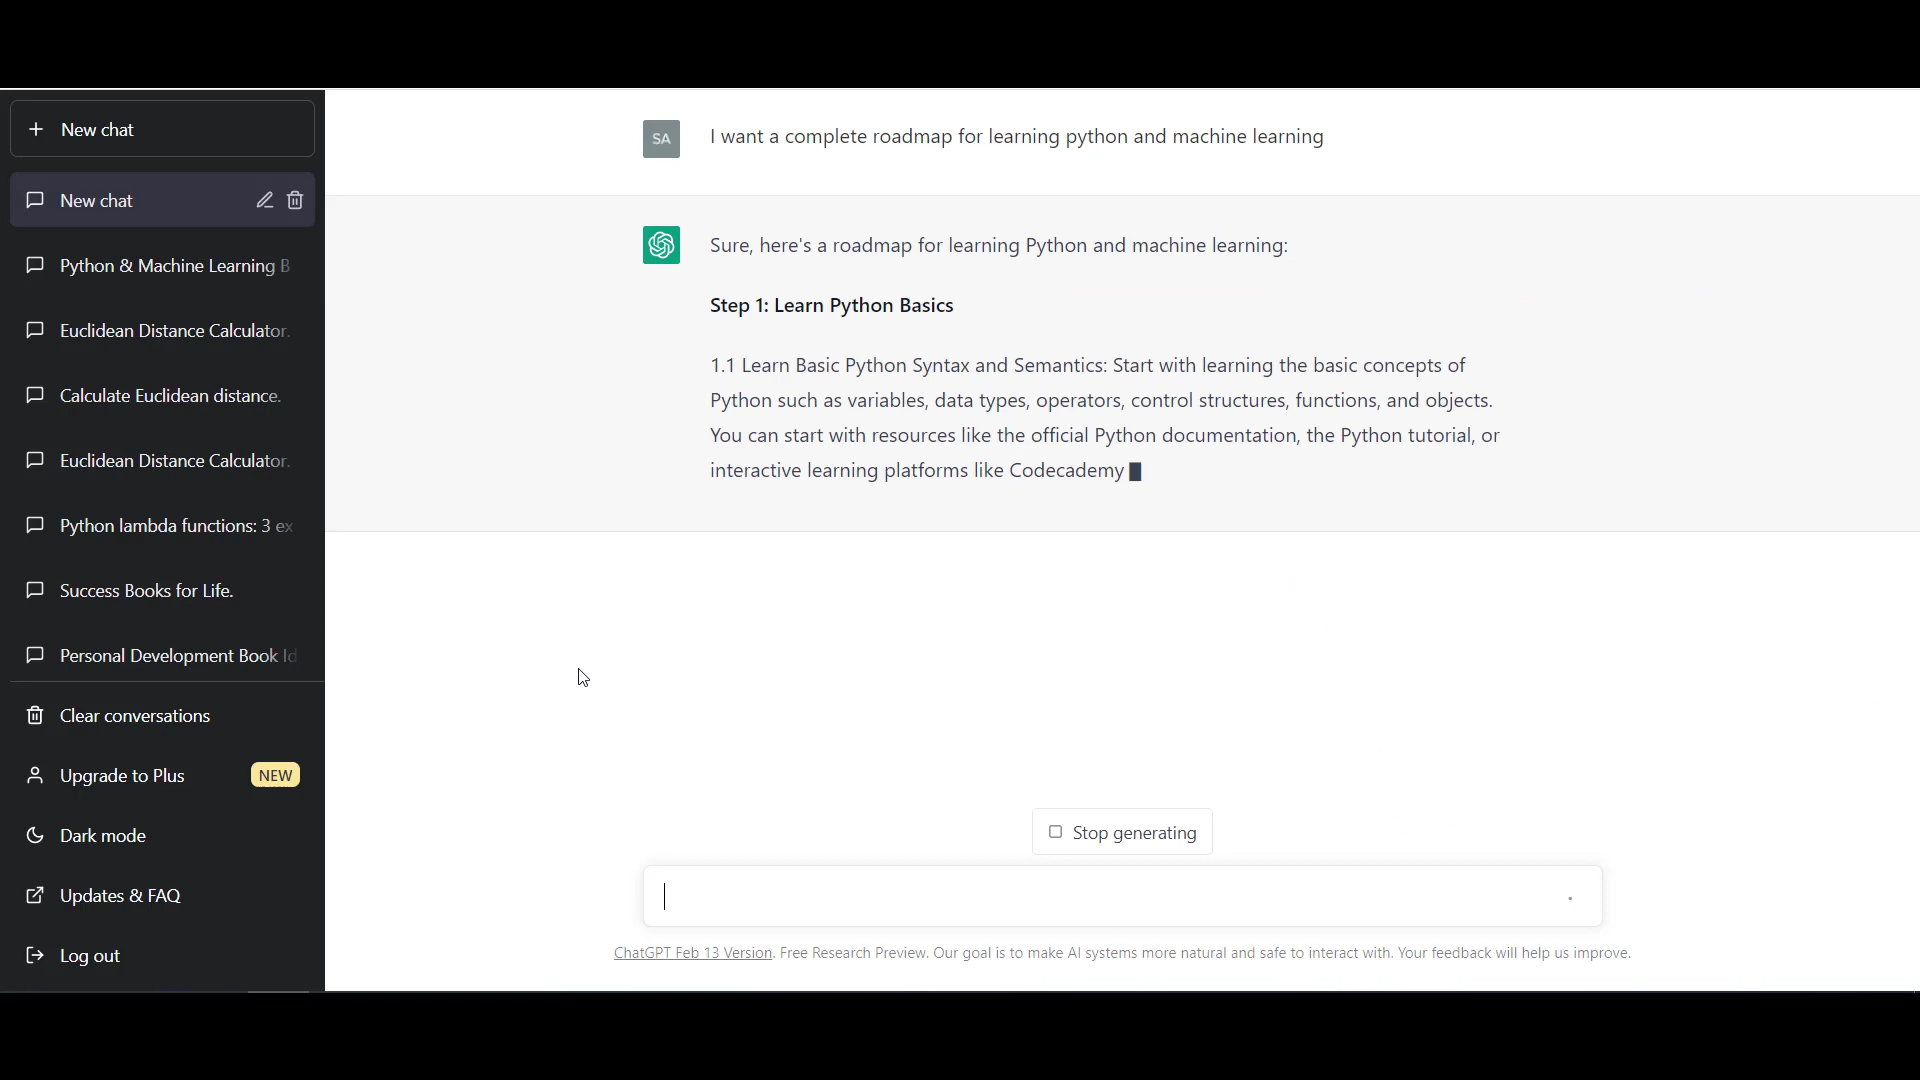 New chat
New chat
Python & Machine Learning B
Euclidean Distance Calculator.
Calculate Euclidean distance.
Euclidean Distance Calculator.
Python lambda functions: 3 ex
Success Books for Life.
Personal Development Book Id
Clear conversations
Upgrade to Plus NEW
Dark mode
Updates & FAQ
Log out
SA I want a complete roadmap for learning python and machine learning
Sure, here's a roadmap for learning Python and machine learning:
Step 1: Learn Python Basics
1.1 Learn Basic Python Syntax and Semantics: Start with learning the basic concepts of
Python such as variables, data types, operators, control structures, functions, and objects.
You can start with resources like the official Python documentation, the Python tutorial, or
interactive learning platforms like Codecademy
Stop generating
ChatGPT Feb 13 Version. Free Research Preview. Our goal is to make AI systems more natural and safe to interact with. Your feedback will help us improve.